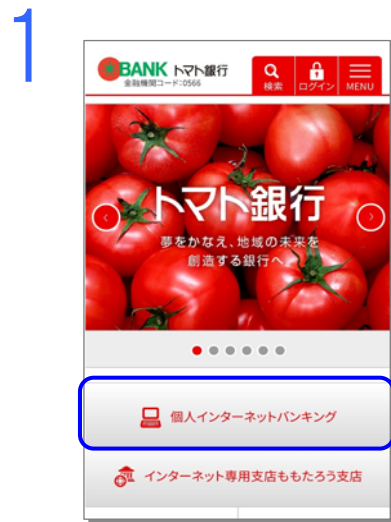 1
BANK トマト銀行
金融機関コード:0566
検索
ログイン
MENU
トマト銀行
夢をかなえ、地域の未来を
創造する銀行へ
個人インターネットバンキング
インターネット専用支店ももたろう支店